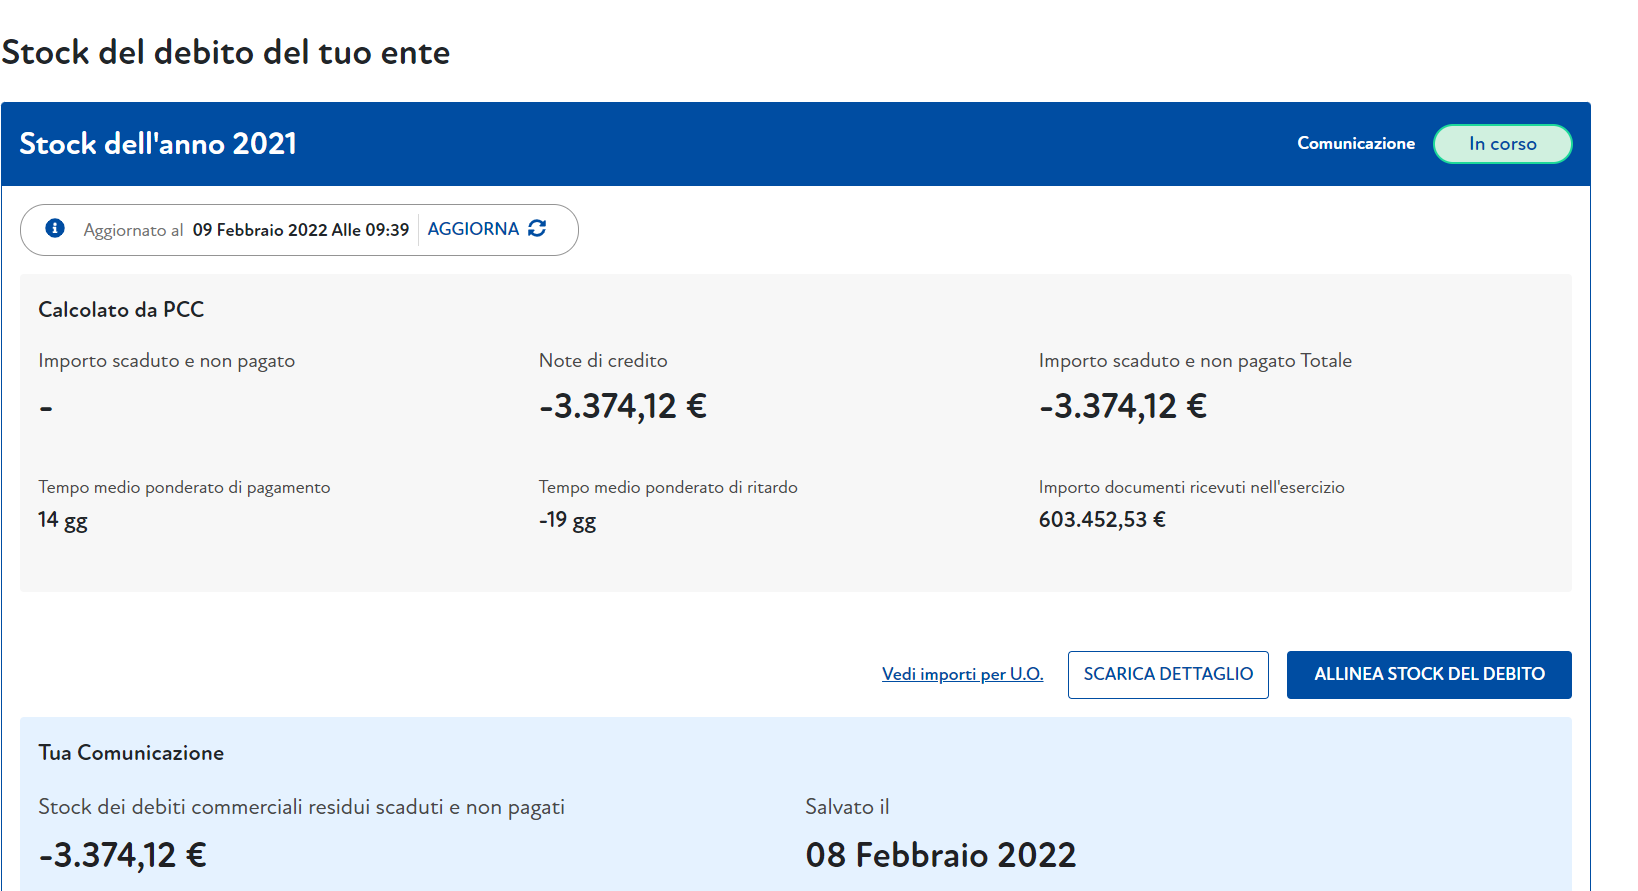 Stock del debito del tuo ente
Stock dell'anno 2021
Comunicazione In corso
Aggiornato al 09 Febbraio 2022 Alle 09:39 AGGIORNA
Calcolato da PCC
Importo scaduto e non pagato Note di credito Importo scaduto e non pagato Totale
- -3.374,12 € -3.374,12 €
Tempo medio ponderato di pagamento Tempo medio ponderato di ritardo Importo documenti ricevuti nell'esercizio
14 gg -19 gg 603.452,53 €
Vedi importi per U.O. SCARICA DETTAGLIO ALLINEA STOCK DEL DEBITO
Tua Comunicazione
Stock dei debiti commerciali residui scaduti e non pagati Salvato il
-3.374,12 € 08 Febbraio 2022